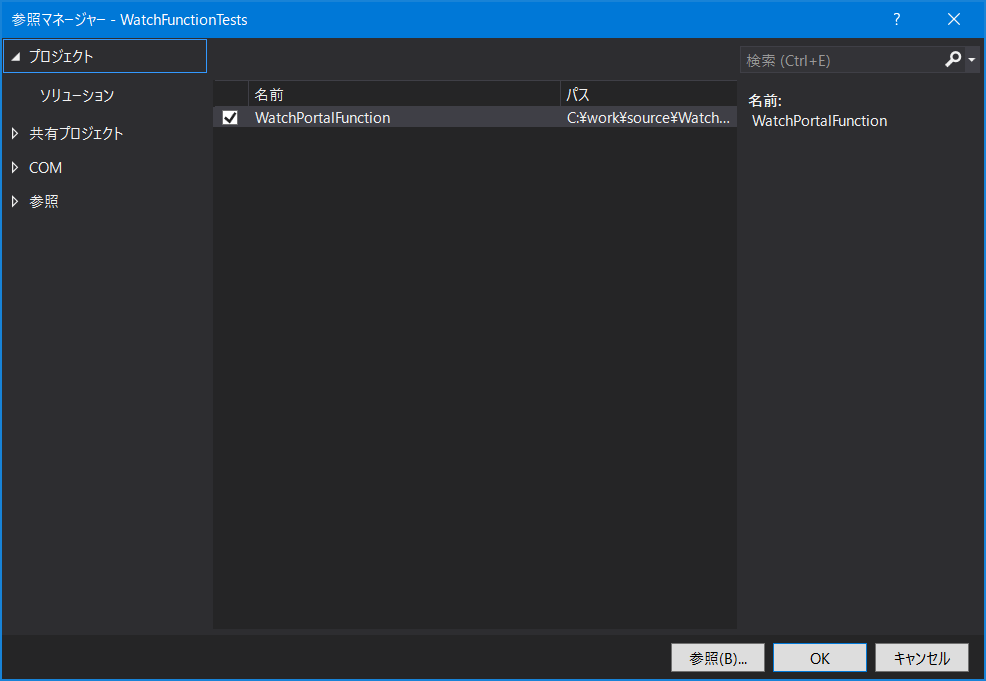 参照マネージャー - WatchFunctionTests
?
プロジェクト
ソリューション
共有プロジェクト
COM
参照
名前
パス
WatchPortalFunction
C:¥work¥source¥Watch...
検索 (Ctrl+E)
名前:
WatchPortalFunction
参照(B)...
OK
キャンセル